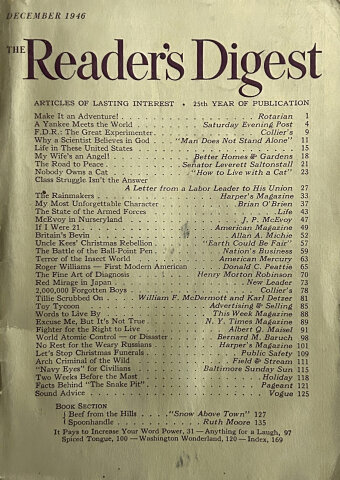 DECEMBER 1946
THE Reader's Digest
ARTICLES OF LASTING INTEREST • 25th YEAR OF PUBLICATION
Make It an Adventure! . . . Rotarian 1
A Yankee Meets the World . . . Saturday Evening Post 4
F.D.R.: The Great Experimenter . . . Collier's 9
Why a Scientist Believes in God . . . "Man Does Not Stand Alone" 11
Life in These United States . . . 15
My Wife's an Angel! . . . Better Homes & Gardens 18
The Road to Peace . . . Senator Leverett Saltonstall 21
Nobody Owns a Cat . . . "How to Live with a Cat" 23
Class Struggle Isn't the Answer
A Letter from a Labor Leader to His Union 27
The Rainmakers . . . Harper's Magazine 33
My Most Unforgettable Character . . . Brian O'Brien 39
The State of the Armed Forces . . . Life 43
McEvoy in Nurseryland . . . J. P. McEvoy 47
If I Were 21 . . . American Magazine 49
Britain's Bevin . . . Allan A. Michie 52
Uncle Kees' Christmas Rebellion . . . "Earth Could Be Fair" 57
The Battle of the Ball-Point Pen . . . Nation's Business 59
Terror of the Insect World . . . American Mercury 63
Roger Williams — First Modern American . . . Donald C. Peattie 65
The Fine Art of Diagnosis . . . Henry Morton Robinson 70
Red Mirage in Japan . . . New Leader 73
2,000,000 Forgotten Boys . . . Collier's 78
Tillie Scrubbed On . . . William F. McDermott and Karl Detzer 81
Toy Tycoon . . . Advertising & Selling 85
Words to Live By . . . This Week Magazine 88
Excuse Me, But It's Not True . . . N. Y. Times Magazine 89
Fighter for the Right to Live . . . Albert Q. Maisel 91
World Atomic Control — or Disaster . . . Bernard M. Baruch 98
No Rest for the Weary Russians . . . Harper's Magazine 101
Let's Stop Christmas Funerals . . . Public Safety 109
Arch Criminal of the Wild . . . Field & Stream 111
"Navy Eyes" for Civilians . . . Baltimore Sunday Sun 115
Two Weeks Before the Most . . . Holiday 118
Facts Behind "The Snake Pit" . . . Pageant 121
Sound Advice . . . Vogue 125
BOOK SECTION
Beef from the Hills . . . "Snow Above Town" 127
Spoonhandle . . . Ruth Moore 135
It Pays to Increase Your Word Power, 31 — Anything for a Laugh, 97
Spiced Tongue, 100 — Washington Wonderland, 120 — Index, 169